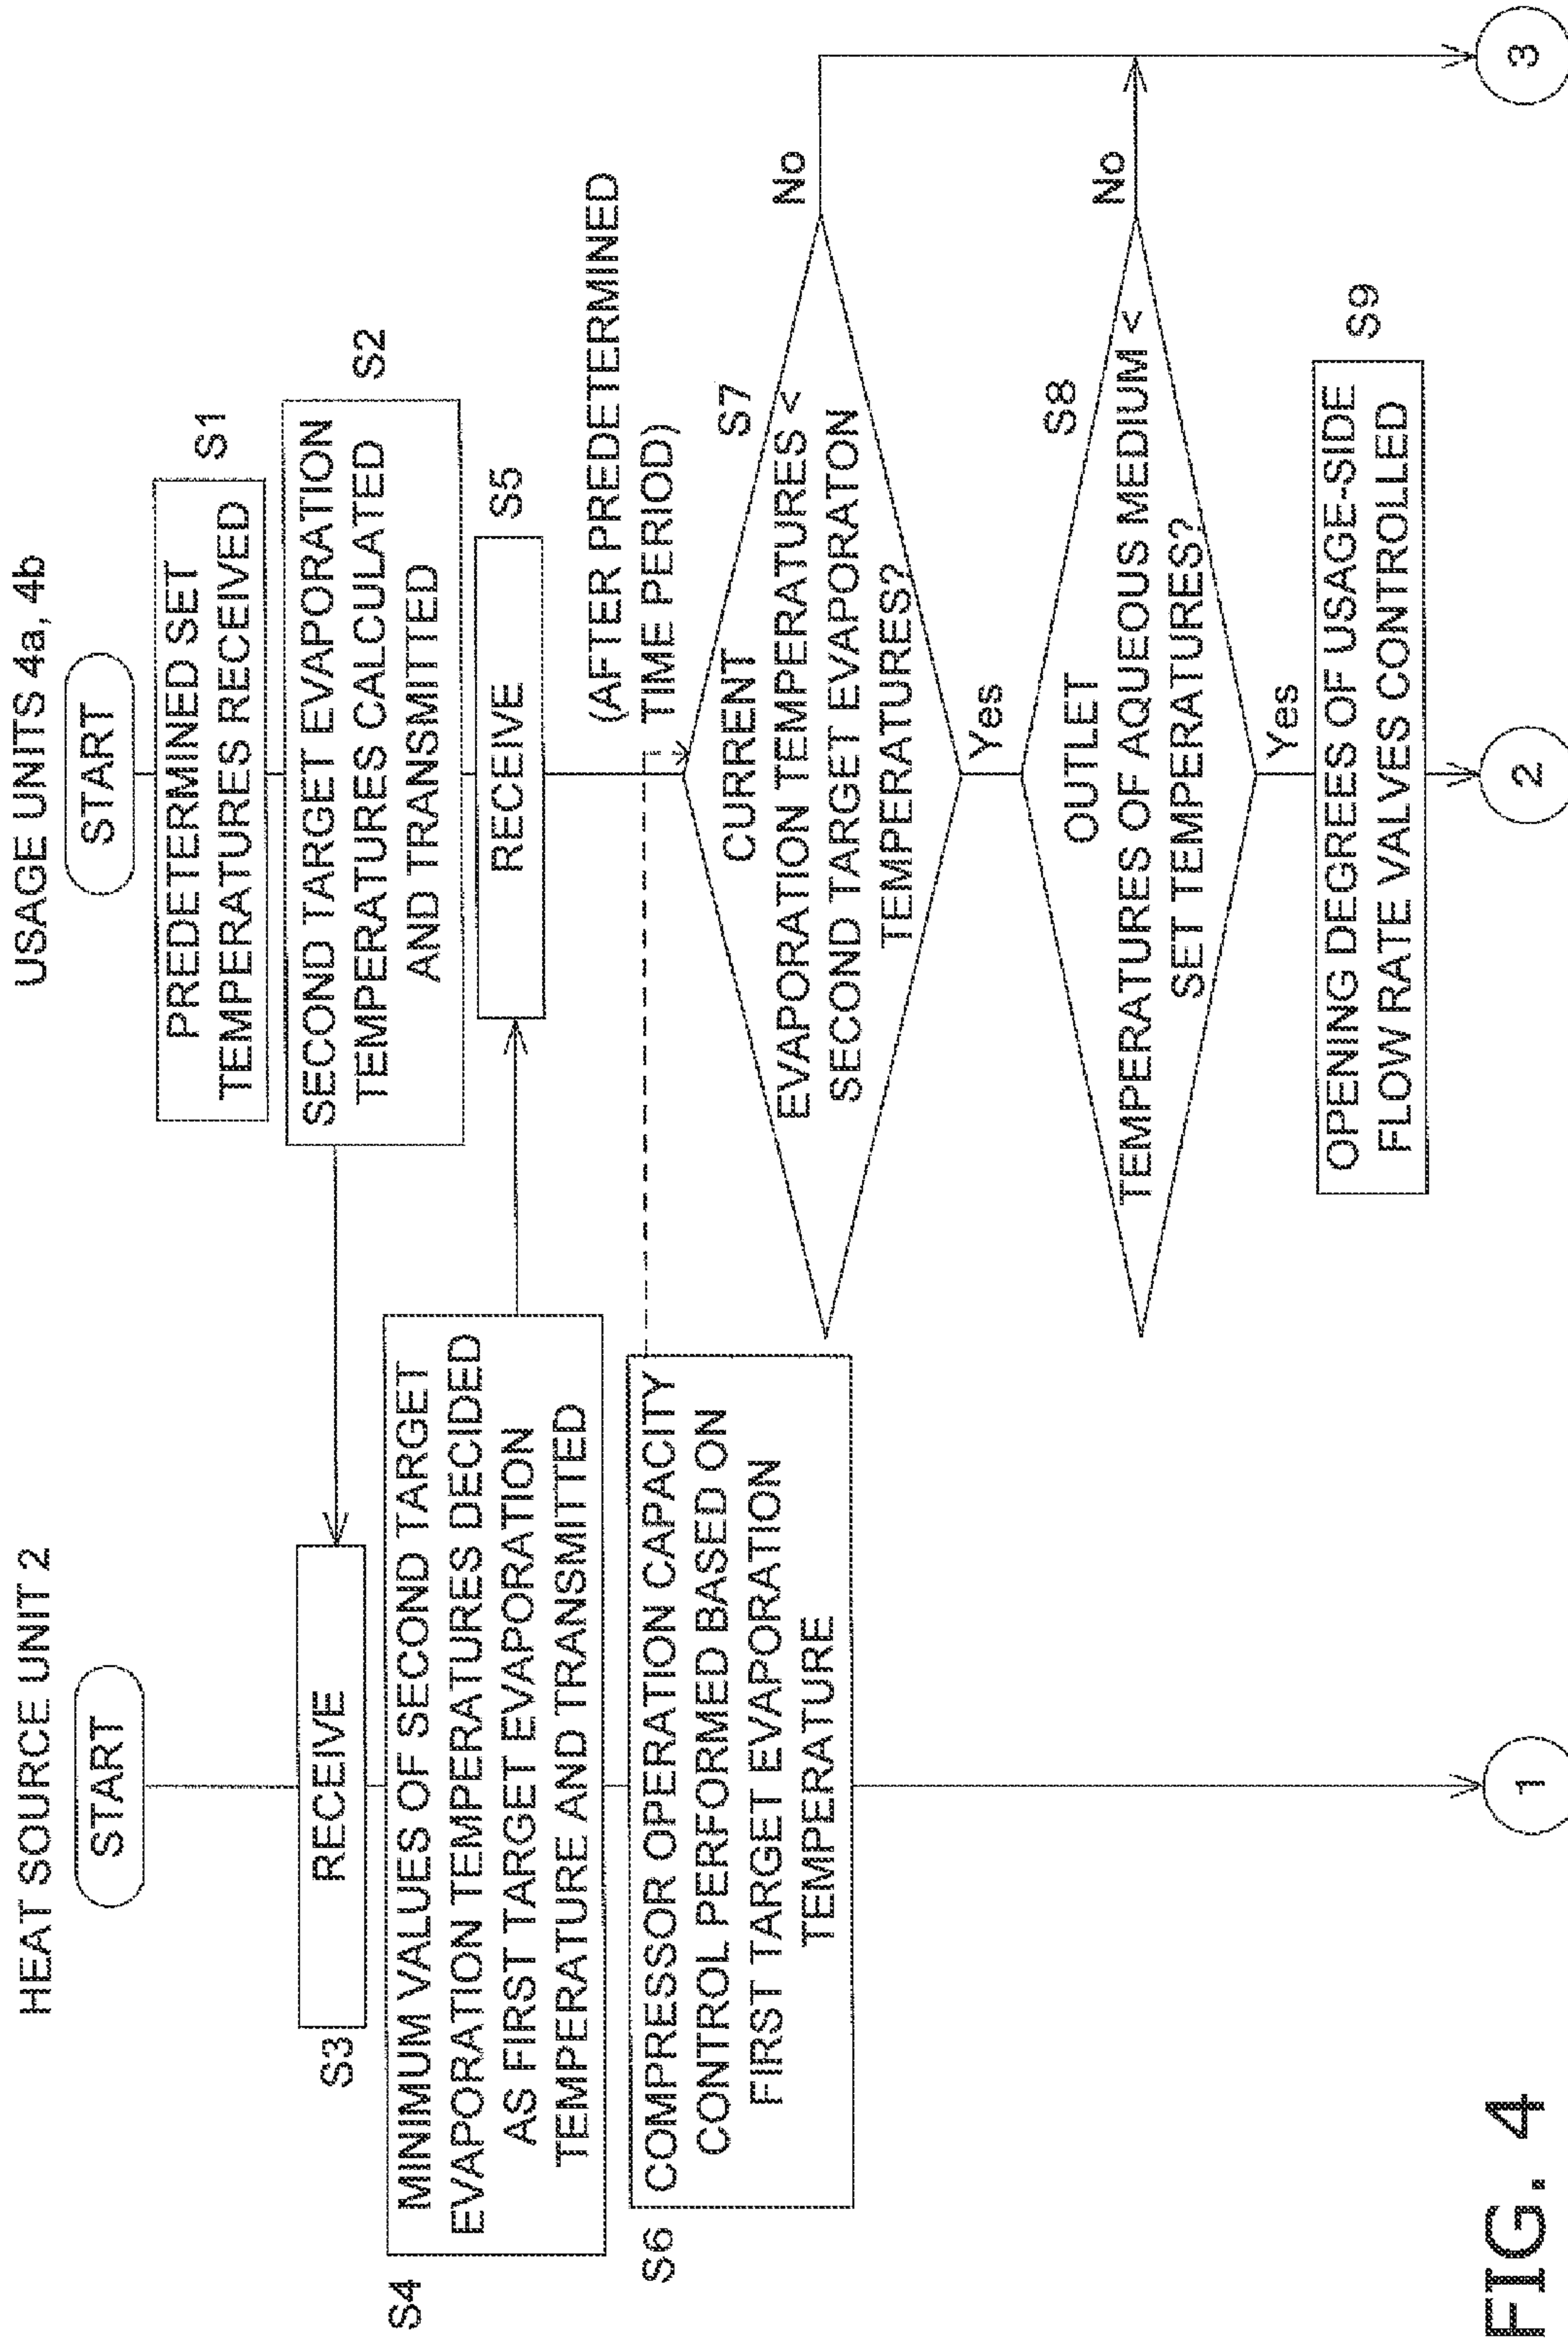 HEAT SOURCE UNIT 2
START
S3
RECEIVE
S4
MINIMUM VALUES OF SECOND TARGET
EVAPORATION TEMPERATURES DECIDED
AS FIRST TARGET EVAPORATION
TEMPERATURE AND TRANSMITTED
S6
COMPRESSOR OPERATION CAPACITY
CONTROL PERFORMED BASED ON
FIRST TARGET EVAPORATION
TEMPERATURE
1
USAGE UNITS 4a, 4b
START
PREDETERMINED SET
TEMPERATURES RECEIVED
S1
SECOND TARGET EVAPORATION
TEMPERATURES CALCULATED
AND TRANSMITTED
S2
RECEIVE
S5
(AFTER PREDETERMINED
TIME PERIOD)
S7
CURRENT
EVAPORATION TEMPERATURES <
SECOND TARGET EVAPORATON
TEMPERATURES?
No
Yes
S8
OUTLET
TEMPERATURES OF AQUEOUS MEDIUM <
SET TEMPERATURES?
No
Yes
S9
OPENING DEGREES OF USAGE-SIDE
FLOW RATE VALVES CONTROLLED
2
3
FIG. 4